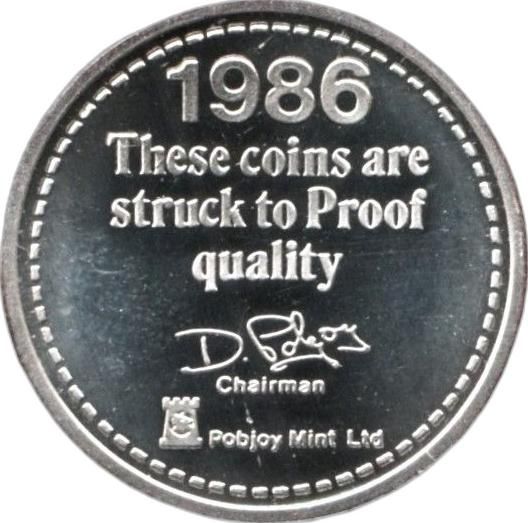 1986
These coins are
struck to Proof
quality
D. Pobjoy
Chairman
Pobjoy Mint Ltd